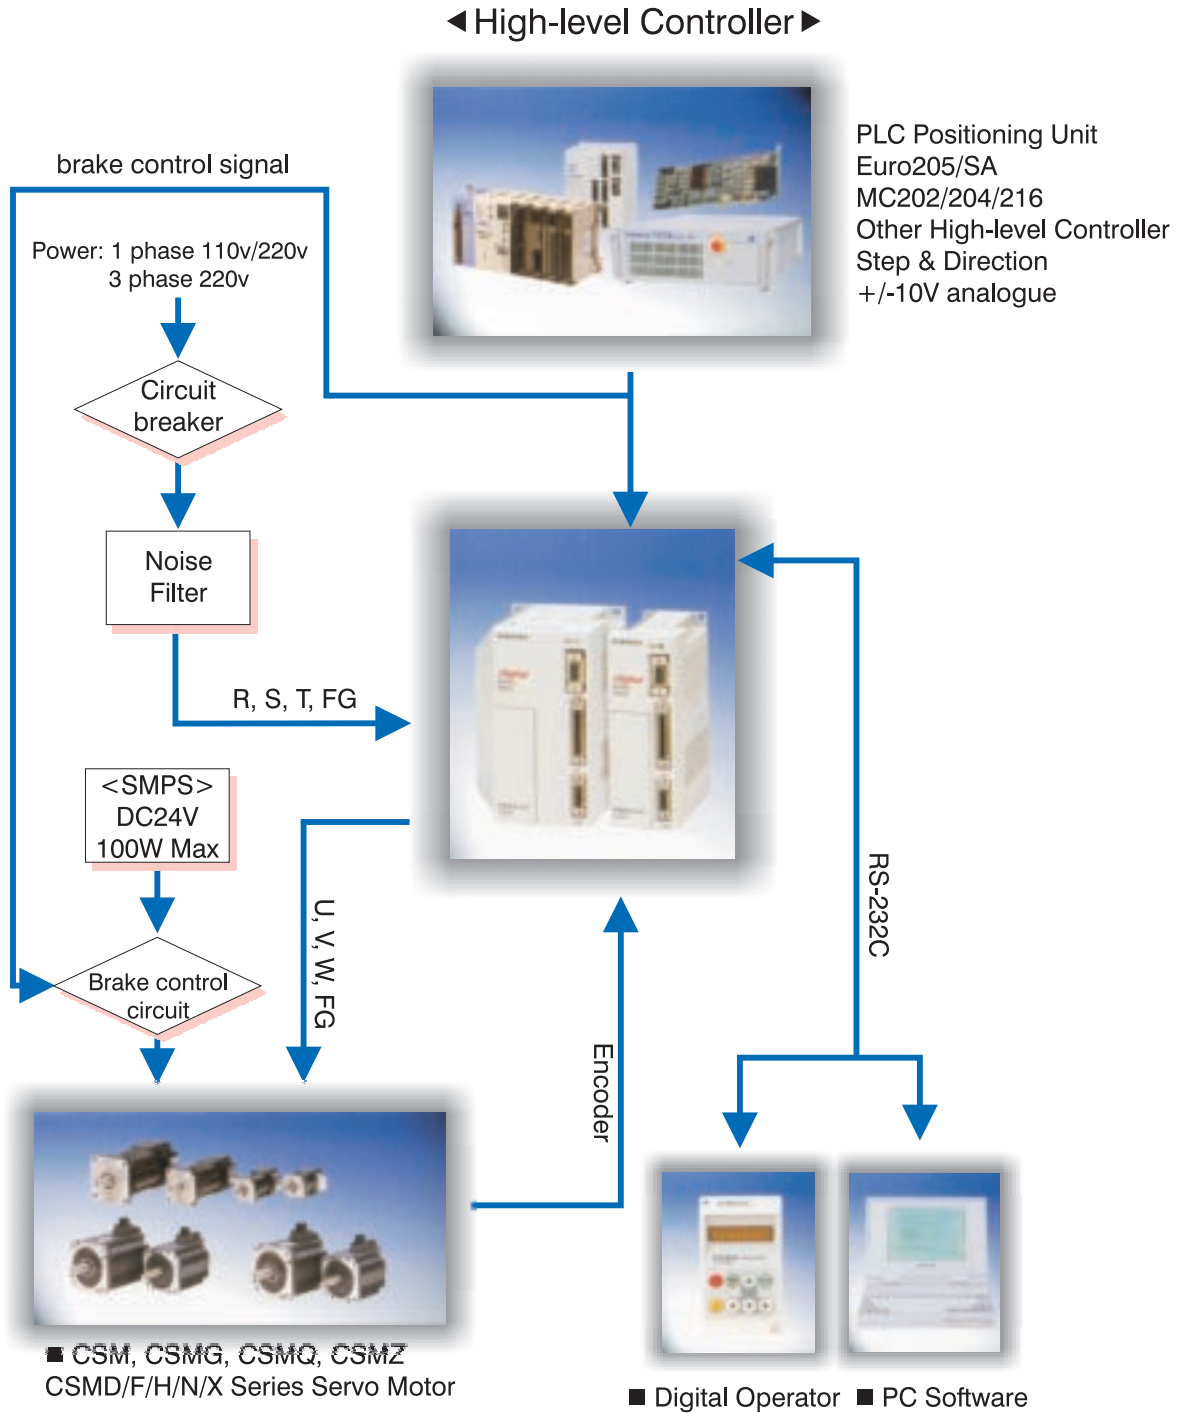 ◀ High-level Controller ▶
PLC Positioning Unit
Euro205/SA
MC202/204/216
Other High-level Controller
Step & Direction
+/-10V analogue
brake control signal
Power: 1 phase 110v/220v
3 phase 220v
Circuit
breaker
Noise
Filter
R, S, T, FG
<SMPS>
DC24V
100W Max
U, V, W, FG
Brake control
circuit
Encoder
RS-232C
■ CSM, CSMG, CSMQ, CSMZ
CSMD/F/H/N/X Series Servo Motor
■ Digital Operator
■ PC Software